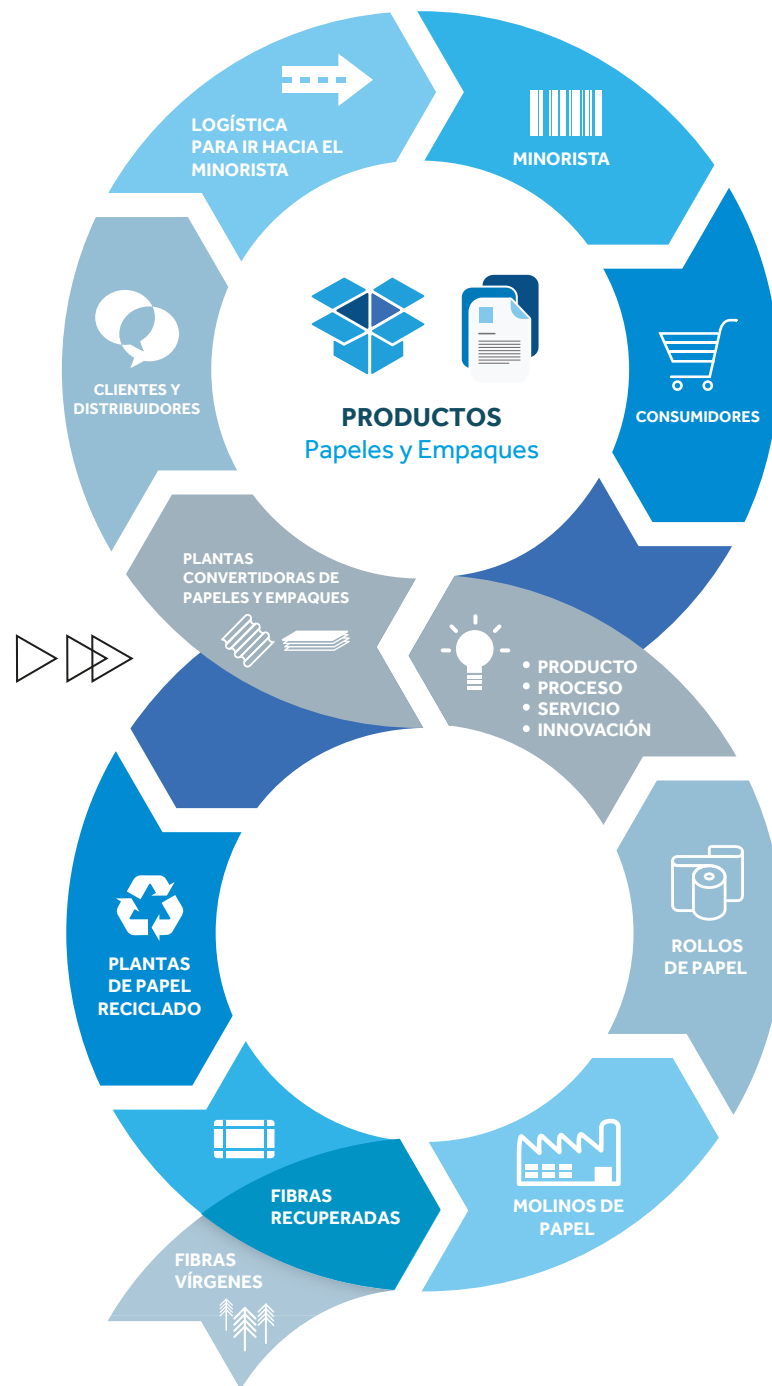 LOGÍSTICA
PARA IR HACIA EL
MINORISTA
MINORISTA
CLIENTES Y
DISTRIBUIDORES
CONSUMIDORES
PRODUCTOS
Papeles y Empaques
PLANTAS
CONVERTIDORAS DE
PAPELES Y EMPAQUES
• PRODUCTO
• PROCESO
• SERVICIO
• INNOVACIÓN
PLANTAS
DE PAPEL
RECICLADO
ROLLOS
DE PAPEL
FIBRAS
RECUPERADAS
MOLINOS DE
PAPEL
FIBRAS
VÍRGENES